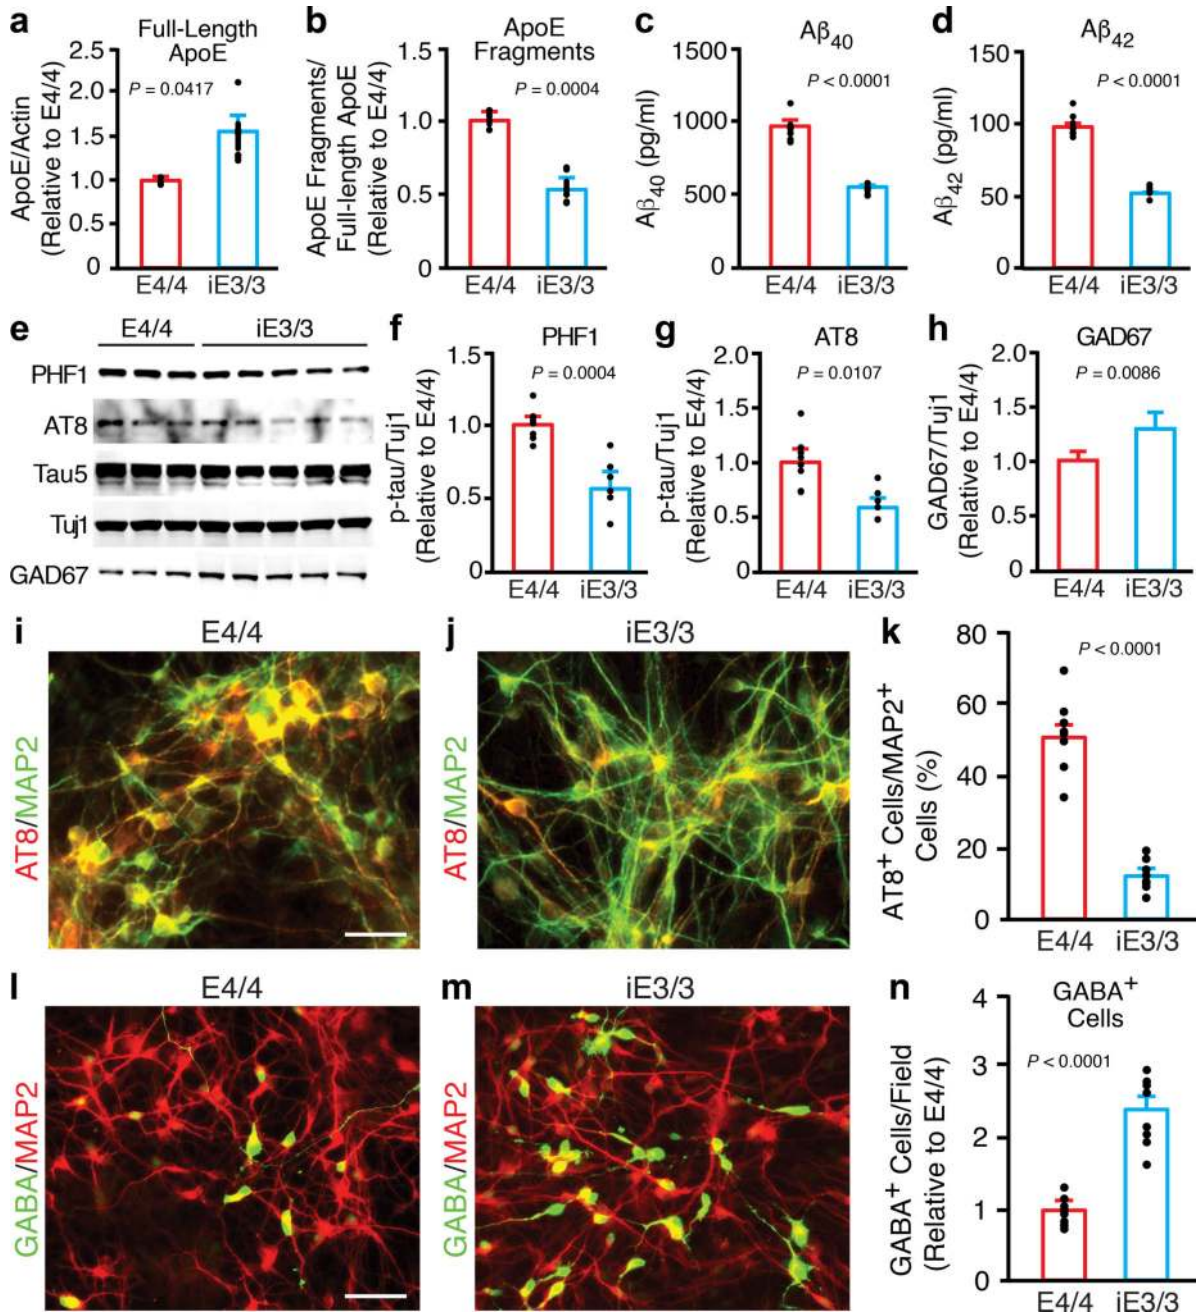 a
Full-Length
ApoE
ApoE/Actin
(Relative to E4/4)
2.5
2.0
1.5
1.0
0.5
0
P = 0.0417
E4/4 iE3/3
b
ApoE
Fragments
ApoE Fragments/
Full-length ApoE
(Relative to E4/4)
1.5
1.0
0.5
0
P = 0.0004
E4/4 iE3/3
c
Aβ40
Aβ40 (pg/ml)
1500
1000
500
0
P < 0.0001
E4/4 iE3/3
d
Aβ42
Aβ42 (pg/ml)
150
100
50
0
P < 0.0001
E4/4 iE3/3
e
E4/4 iE3/3
PHF1
AT8
Tau5
Tuj1
GAD67
f
PHF1
p-tau/Tuj1
(Relative to E4/4)
1.5
1.0
0.5
0
P = 0.0004
E4/4 iE3/3
g
AT8
p-tau/Tuj1
(Relative to E4/4)
2.0
1.5
1.0
0.5
0
P = 0.0107
E4/4 iE3/3
h
GAD67
GAD67/Tuj1
(Relative to E4/4)
2.0
1.5
1.0
0.5
0
P = 0.0086
E4/4 iE3/3
i
E4/4
AT8/MAP2
j
iE3/3
AT8/MAP2
k
AT8+ Cells/MAP2+
Cells (%)
80
60
40
20
0
P < 0.0001
E4/4 iE3/3
l
E4/4
GABA/MAP2
m
iE3/3
GABA/MAP2
n
GABA+
Cells
GABA+ Cells/Field
(Relative to E4/4)
4
3
2
1
0
P < 0.0001
E4/4 iE3/3